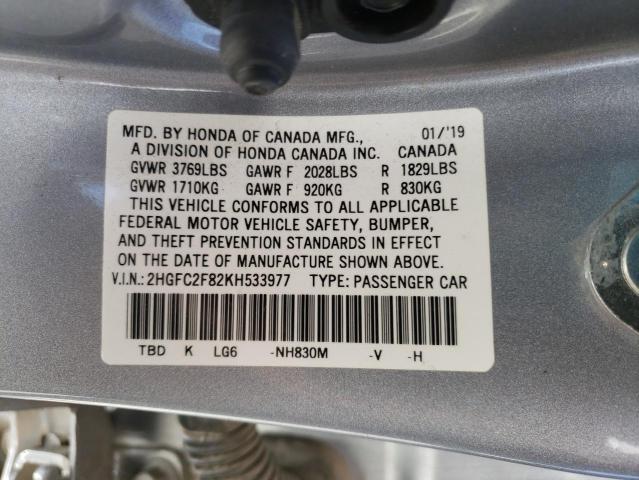 MFD. BY HONDA OF CANADA MFG., 01/'19
A DIVISION OF HONDA CANADA INC. CANADA
GVWR 3769LBS GAWR F 2028LBS R 1829LBS
GVWR 1710KG GAWR F 920KG R 830KG
THIS VEHICLE CONFORMS TO ALL APPLICABLE
FEDERAL MOTOR VEHICLE SAFETY, BUMPER,
AND THEFT PREVENTION STANDARDS IN EFFECT
ON THE DATE OF MANUFACTURE SHOWN ABOVE.
V.I.N.: 2HGFC2F82KH533977 TYPE: PASSENGER CAR
TBD K LG6 -NH830M -V -H